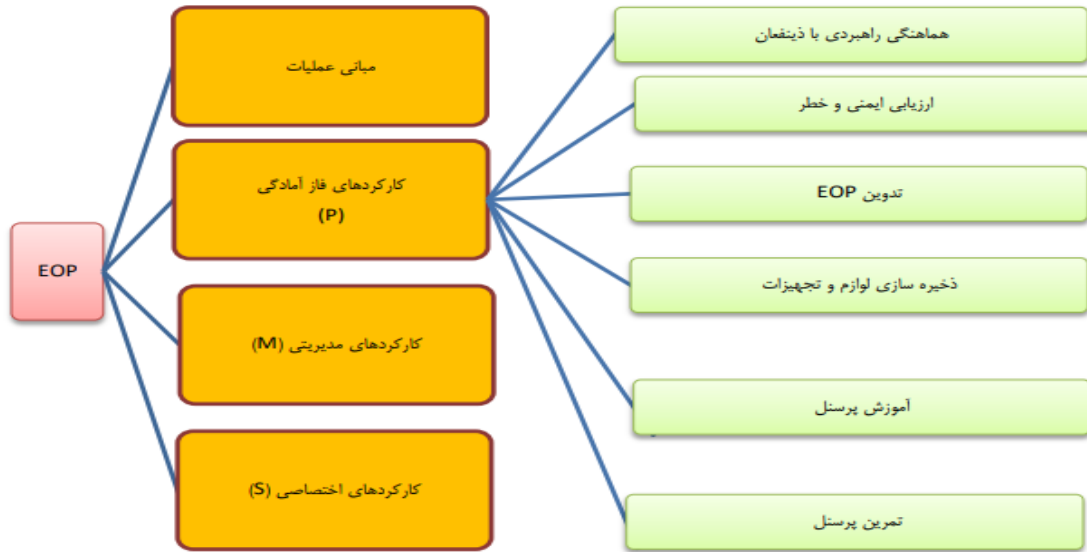 EOP
مبانی عملیات
کارکردهای فاز آمادگی
(P)
کارکردهای مدیریتی (M)
کارکردهای اختصاصی (S)
هماهنگی راهبردی با ذینفعان
ارزیابی ایمنی و خطر
تدوین EOP
ذخیره سازی لوازم و تجهیزات
آموزش پرسنل
تمرین پرسنل